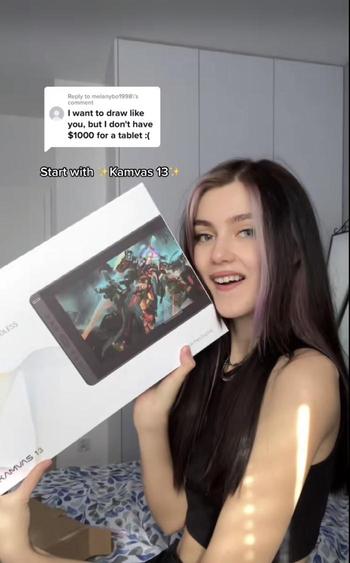 Reply to melanybo1998\'s
comment
I want to draw like
you, but I don't have
$1000 for a tablet :(
Start with ✨Kamvas 13✨
KAMVAS 13